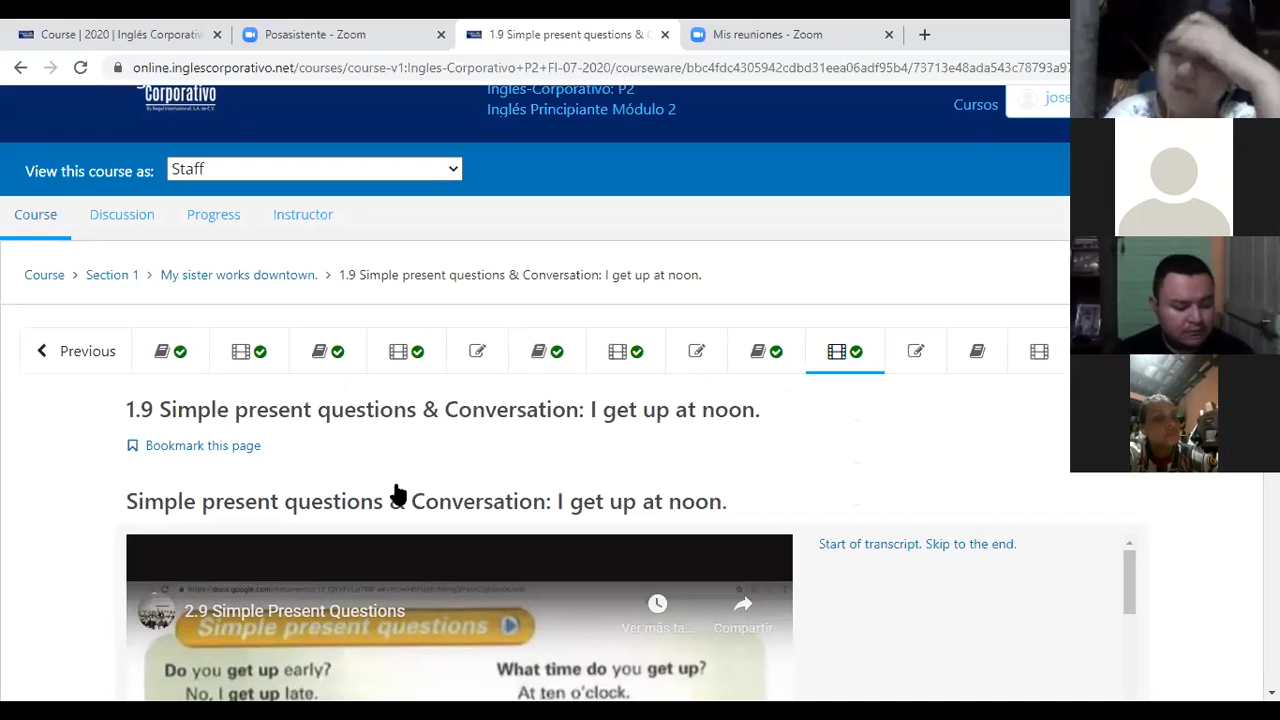 Course | 2020 | Inglés Corporativ
Posasistente - Zoom
1.9 Simple present questions & C
Mis reuniones - Zoom
online.inglescorporativo.net/courses/course-v1:Ingles-Corporativo+P2+FI-07-2020/courseware/bbc4fdc4305942cdbd31eea06adf95b4/73713e48ada543c78793a97
Corporativo
By Regal International, S.A. de C.V.
Ingles-Corporativo: P2
Inglés Principiante Módulo 2
Cursos
jose
View this course as:
Staff
Course
Discussion
Progress
Instructor
Course > Section 1 > My sister works downtown. > 1.9 Simple present questions & Conversation: I get up at noon.
Previous
1.9 Simple present questions & Conversation: I get up at noon.
Bookmark this page
Simple present questions & Conversation: I get up at noon.
Start of transcript. Skip to the end.
2.9 Simple Present Questions
Ver más ta...
Compartir
Simple present questions
Do you get up early?
What time do you get up?
No, I get up late.
At ten o'clock.